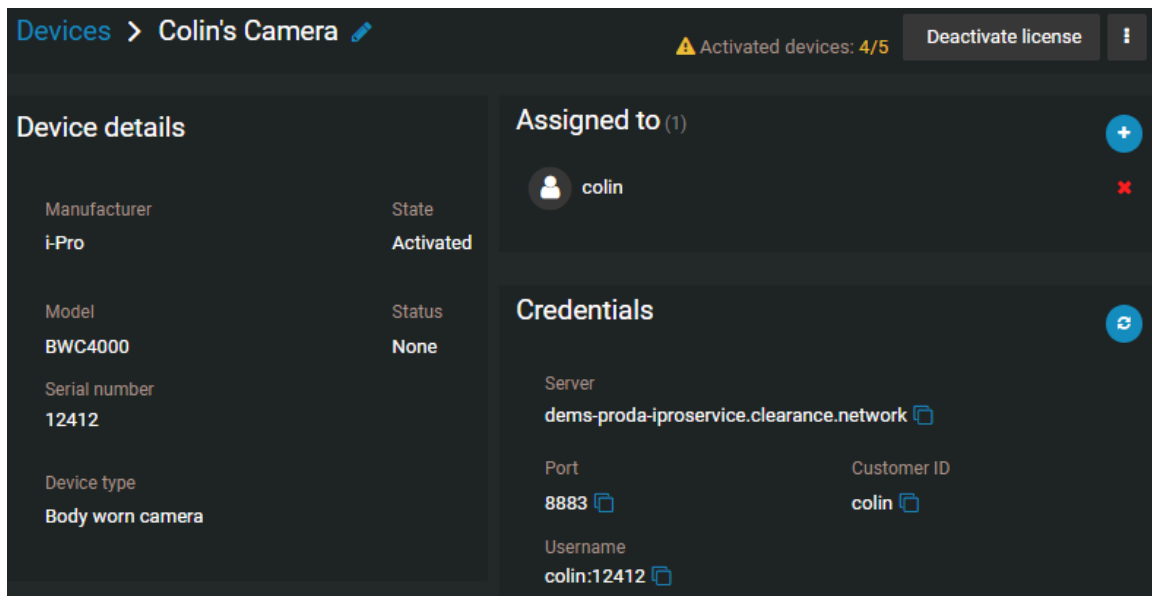 Devices > Colin's Camera
Activated devices: 4/5
Deactivate license
Device details
Manufacturer
State
i-Pro
Activated
Model
Status
BWC4000
None
Serial number
12412
Device type
Body worn camera
Assigned to (1)
colin
Credentials
Server
dems-proda-iproservice.clearance.network
Port
Customer ID
8883
colin
Username
colin:12412